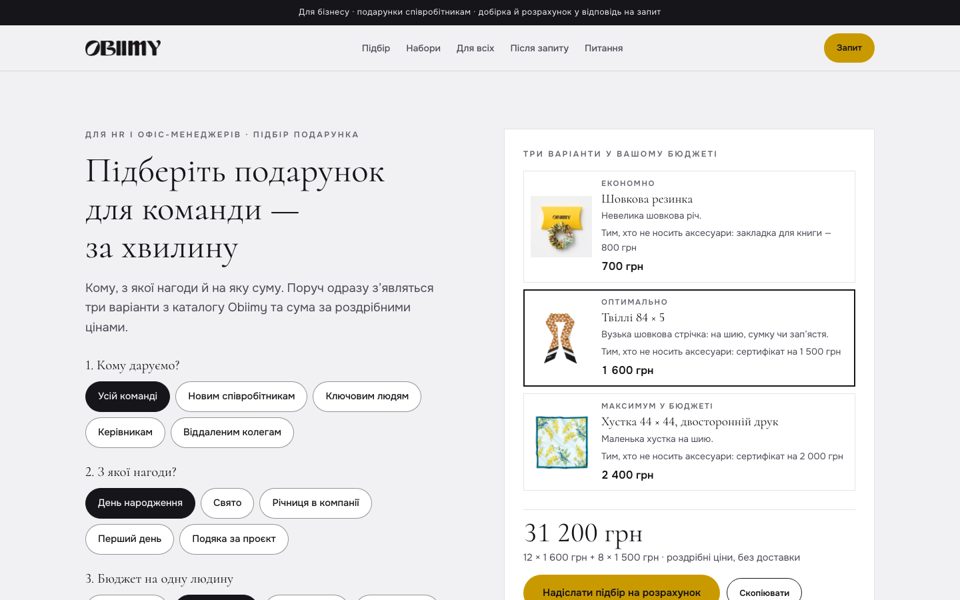 Для бізнесу · подарунки співробітникам · добірка й розрахунок у відповідь на запит
OBIIMY
Підбір
Набори
Для всіх
Після запиту
Питання
Запит
ДЛЯ HR І ОФІС-МЕНЕДЖЕРІВ · ПІДБІР ПОДАРУНКА
Підберіть подарунок
для команди —
за хвилину
Кому, з якої нагоди й на яку суму. Поруч одразу з’являться
три варіанти з каталогу Obiimy та сума за роздрібними
цінами.
1. Кому даруємо?
Усій команді
Новим співробітникам
Ключовим людям
Керівникам
Віддаленим колегам
2. З якої нагоди?
День народження
Свято
Річниця в компанії
Перший день
Подяка за проєкт
3. Бюджет на одну людину
ТРИ ВАРІАНТИ У ВАШОМУ БЮДЖЕТІ
ЕКОНОМНО
Шовкова резинка
Невелика шовкова річ.
Тим, хто не носить аксесуари: закладка для книги —
800 грн
700 грн
OBIIMY
ОПТИМАЛЬНО
Твіллі 84 × 5
Вузька шовкова стрічка: на шию, сумку чи зап’ястя.
Тим, хто не носить аксесуари: сертифікат на 1 500 грн
1 600 грн
МАКСИМУМ У БЮДЖЕТІ
Хустка 44 × 44, двосторонній друк
Маленька хустка на шию.
Тим, хто не носить аксесуари: сертифікат на 2 000 грн
2 400 грн
31 200 грн
12 × 1 600 грн + 8 × 1 500 грн · роздрібні ціни, без доставки
Надіслати підбір на розрахунок
Скопіювати